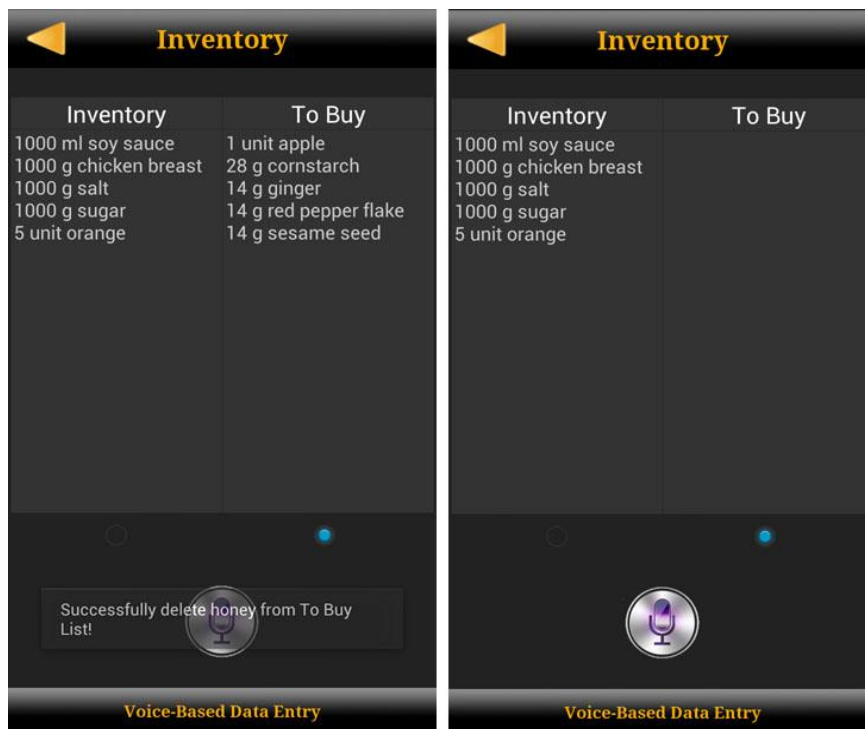 Inventory
Inventory
To Buy
1000 ml soy sauce
1000 g chicken breast
1000 g salt
1000 g sugar
5 unit orange
1 unit apple
28 g cornstarch
14 g ginger
14 g red pepper flake
14 g sesame seed
Successfully delete honey from To Buy
List!
Voice-Based Data Entry
Inventory
Inventory
To Buy
1000 ml soy sauce
1000 g chicken breast
1000 g salt
1000 g sugar
5 unit orange
Voice-Based Data Entry